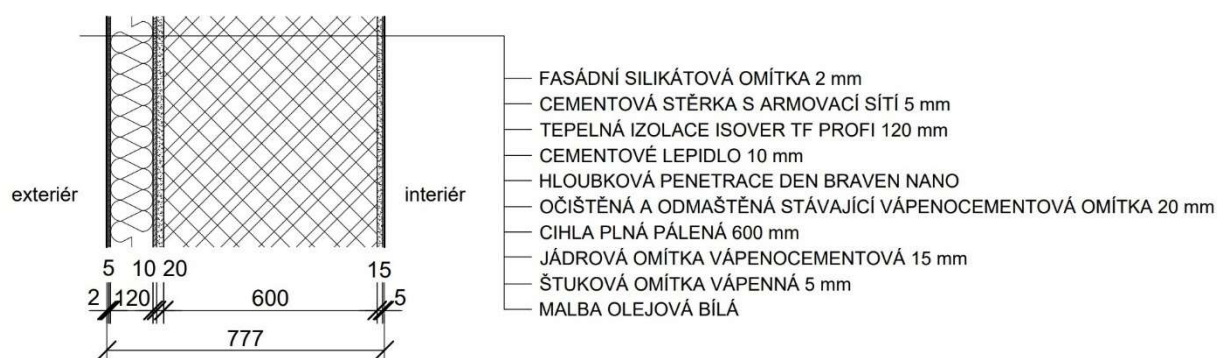 FASÁDNÍ SILIKÁTOVÁ OMÍTKA 2 mm
CEMENTOVÁ STĚRKA S ARMOVACÍ SÍTÍ 5 mm
TEPELNÁ IZOLACE ISOVER TF PROFI 120 mm
CEMENTOVÉ LEPIDLO 10 mm
HLOUBKOVÁ PENETRACE DEN BRAVEN NANO
OČIŠTĚNÁ A ODMAŠTĚNÁ STÁVAJÍCÍ VÁPENOCEMENTOVÁ OMÍTKA 20 mm
CIHLA PLNÁ PÁLENÁ 600 mm
JÁDROVÁ OMÍTKA VÁPENOCEMENTOVÁ 15 mm
ŠTUKOVÁ OMÍTKA VÁPENNÁ 5 mm
MALBA OLEJOVÁ BÍLÁ
exteriér
interiér
5 10 20 15
2 120 600 5
777